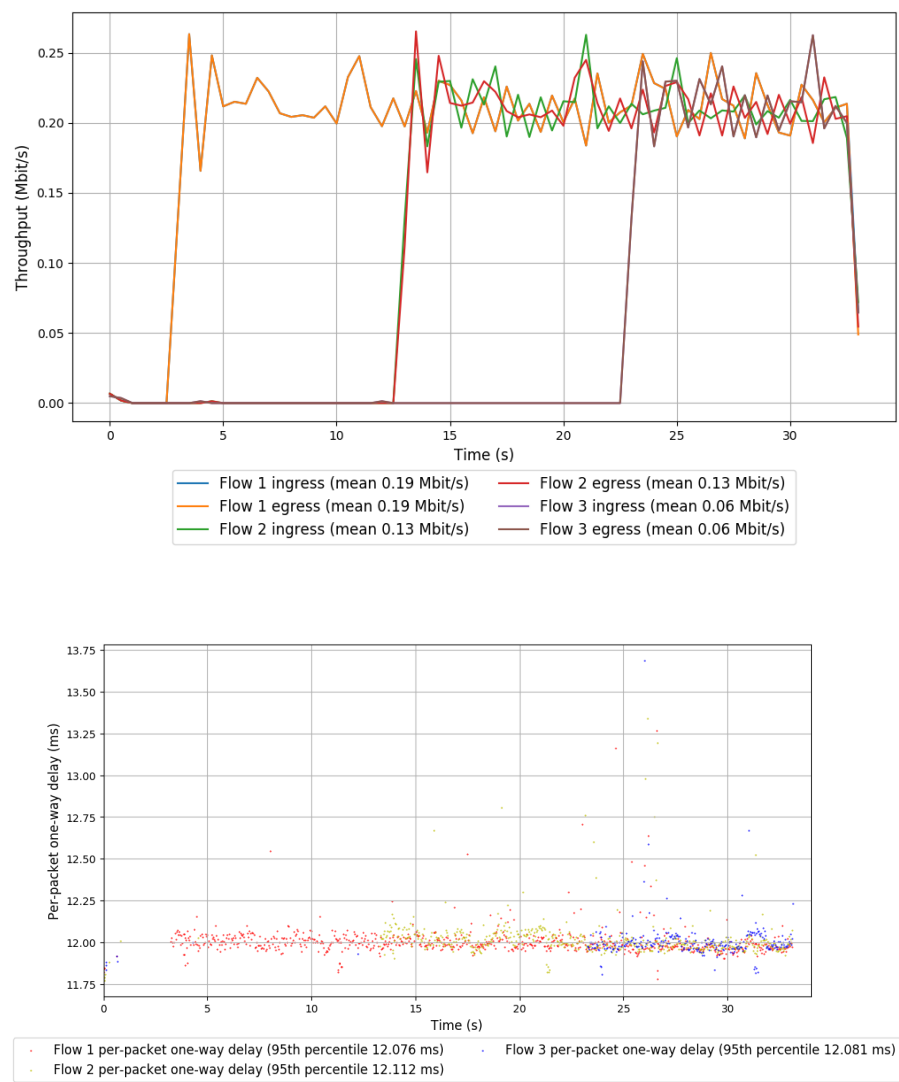 0.25
0.20
0.15
0.10
0.05
0.00
Throughput (Mbit/s)
0 5 10 15 20 25 30
Time (s)
Flow 1 ingress (mean 0.19 Mbit/s)
Flow 1 egress (mean 0.19 Mbit/s)
Flow 2 ingress (mean 0.13 Mbit/s)
Flow 2 egress (mean 0.13 Mbit/s)
Flow 3 ingress (mean 0.06 Mbit/s)
Flow 3 egress (mean 0.06 Mbit/s)
13.75
13.50
13.25
13.00
12.75
12.50
12.25
12.00
11.75
Per-packet one-way delay (ms)
0 5 10 15 20 25 30
Time (s)
Flow 1 per-packet one-way delay (95th percentile 12.076 ms)
Flow 2 per-packet one-way delay (95th percentile 12.112 ms)
Flow 3 per-packet one-way delay (95th percentile 12.081 ms)